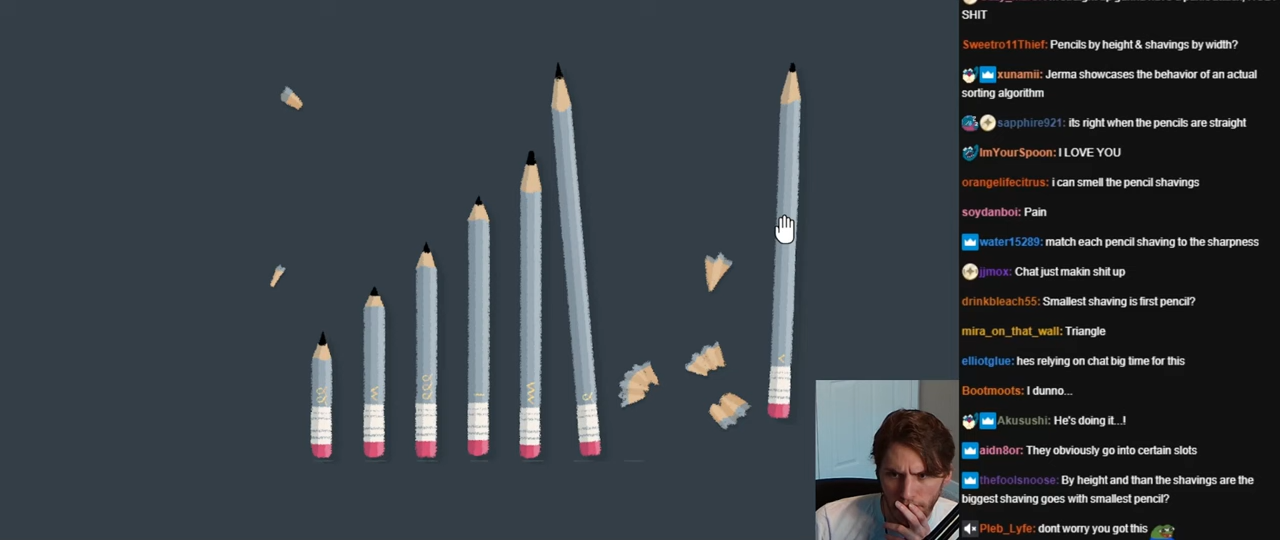 SHIT
Sweetro11Thief: Pencils by height & shavings by width?
xunamii: Jerma showcases the behavior of an actual
sorting algorithm
sapphire921: its right when the pencils are straight
ImYourSpoon: I LOVE YOU
orangelifecitrus: i can smell the pencil shavings
soydanboi: Pain
water15289: match each pencil shaving to the sharpness
jjmox: Chat just makin shit up
drinkbleach55: Smallest shaving is first pencil?
mira_on_that_wall: Triangle
elliotglue: hes relying on chat big time for this
Bootmoots: I dunno...
Akusushi: He's doing it...!
aidn8or: They obviously go into certain slots
thefoolsnoose: By height and than the shavings are the
biggest shaving goes with smallest pencil?
Pleb_Lyfe: dont worry you got this